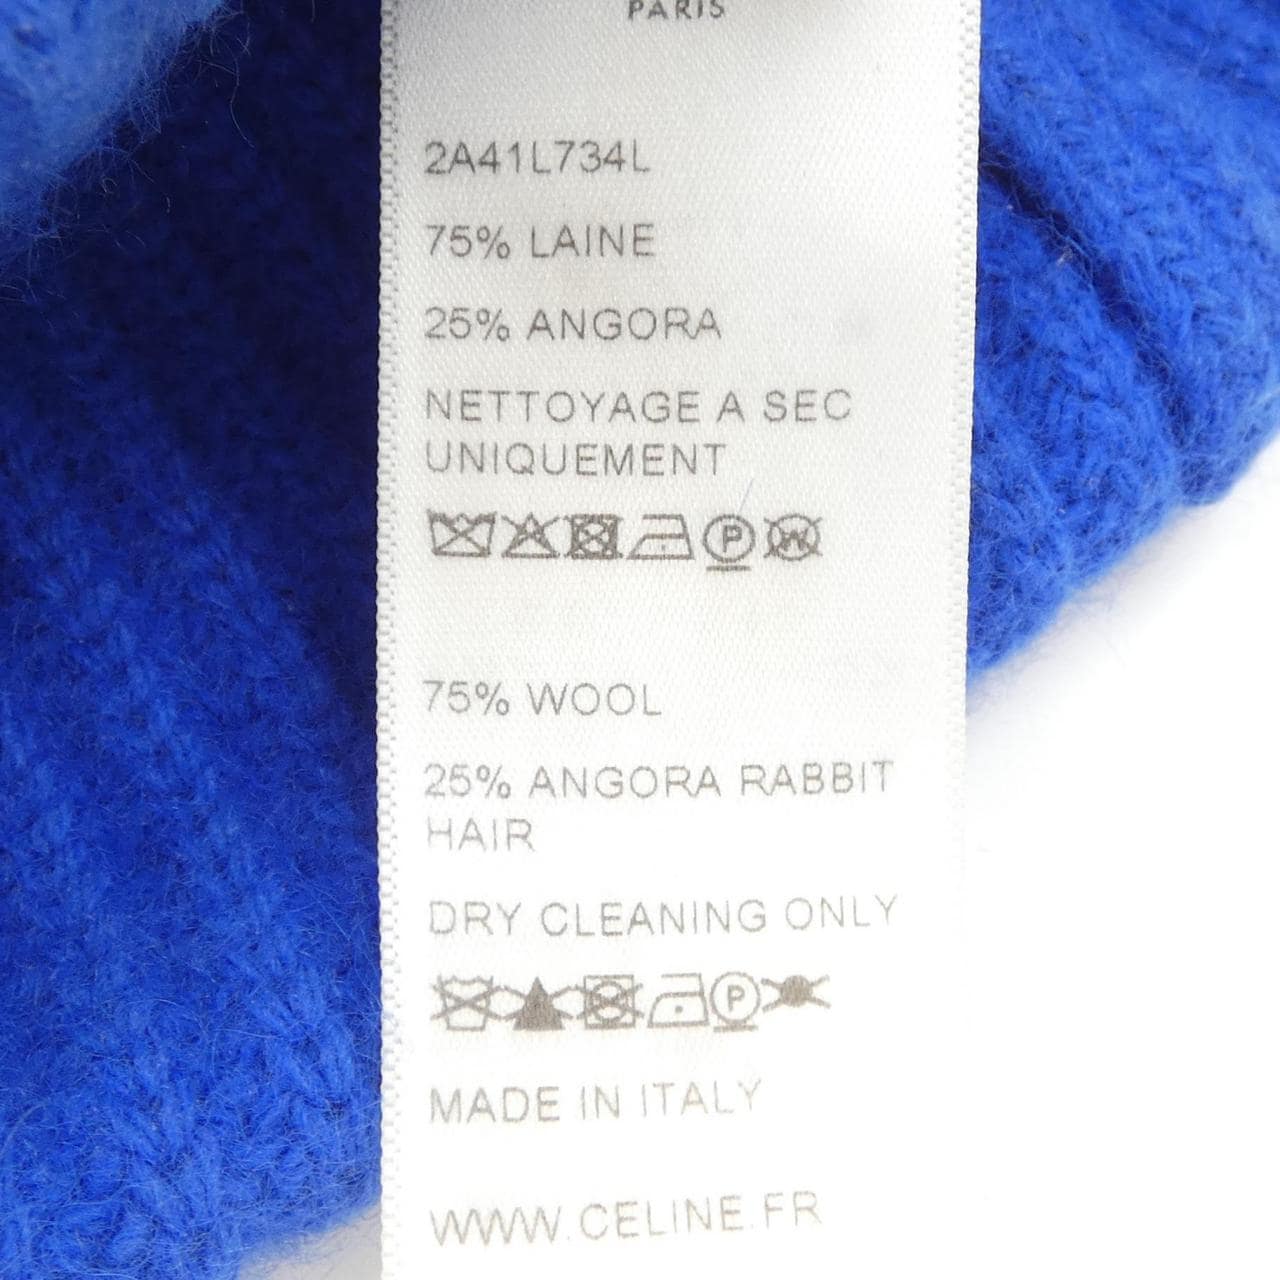 PARIS
2A41L734L
75% LAINE
25% ANGORA
NETTOYAGE A SEC
UNIQUEMENT
P W
75% WOOL
25% ANGORA RABBIT
HAIR
DRY CLEANING ONLY
P
MADE IN ITALY
WWW.CELINE.FR